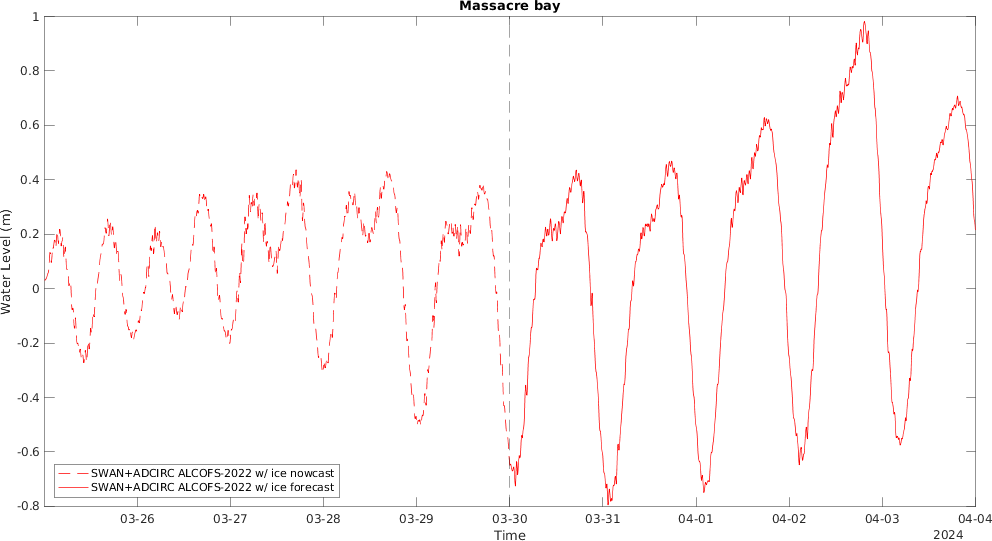 Massacre bay
Water Level (m)
1
0.8
0.6
0.4
0.2
0
-0.2
-0.4
-0.6
-0.8
SWAN+ADCIRC ALCOFS-2022 w/ ice nowcast
SWAN+ADCIRC ALCOFS-2022 w/ ice forecast
03-26 03-27 03-28 03-29 03-30 03-31 04-01 04-02 04-03 04-04
Time
2024